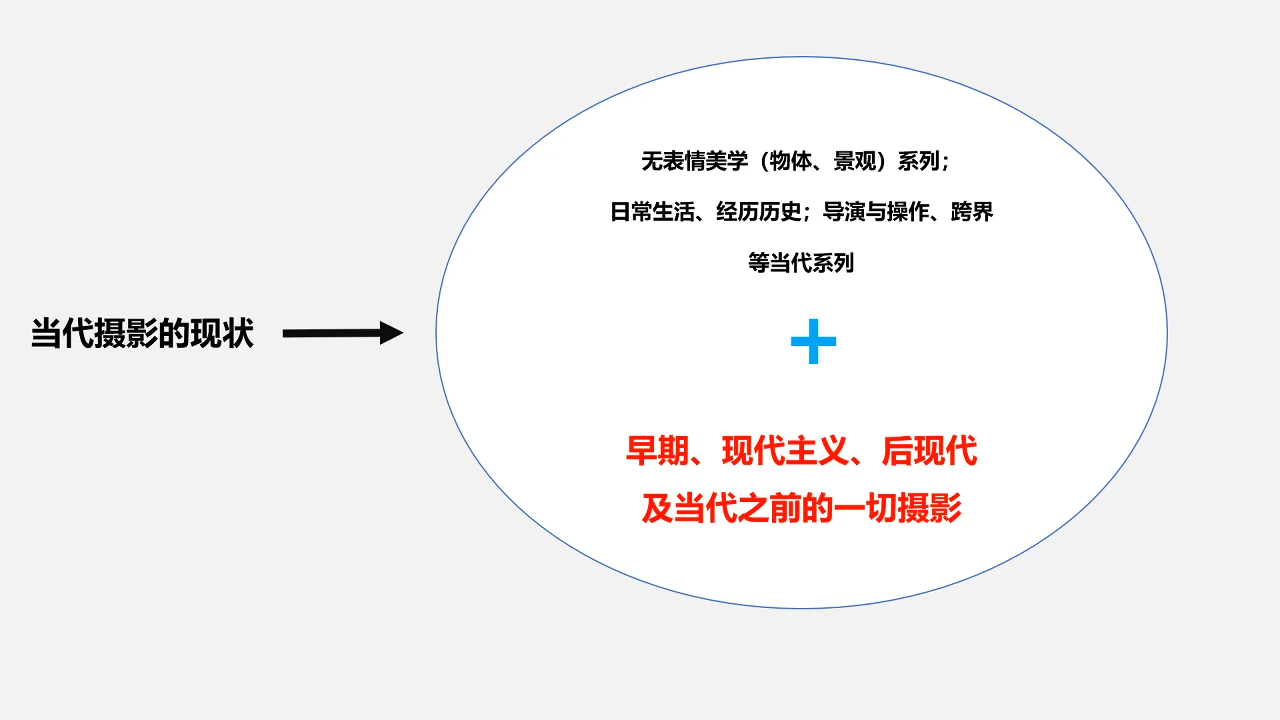 当代摄影的现状
无表情美学（物体、景观）系列；
日常生活、经历历史；导演与操作、跨界
等当代系列
+
早期、现代主义、后现代
及当代之前的一切摄影